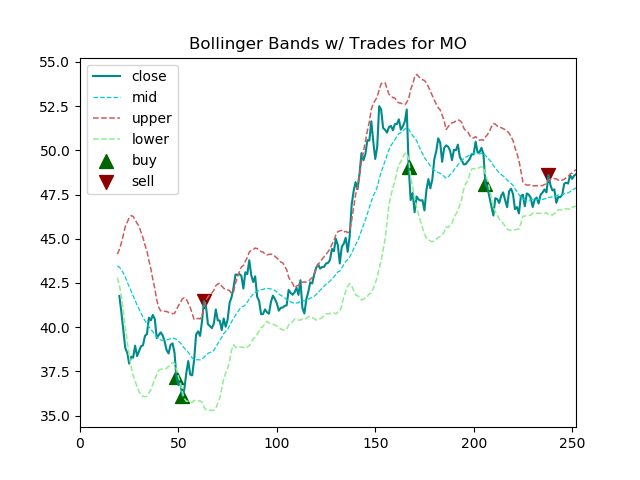 Bollinger Bands w/ Trades for MO
55.0
52.5
50.0
47.5
45.0
42.5
40.0
37.5
35.0
close
mid
upper
lower
buy
sell
0 50 100 150 200 250